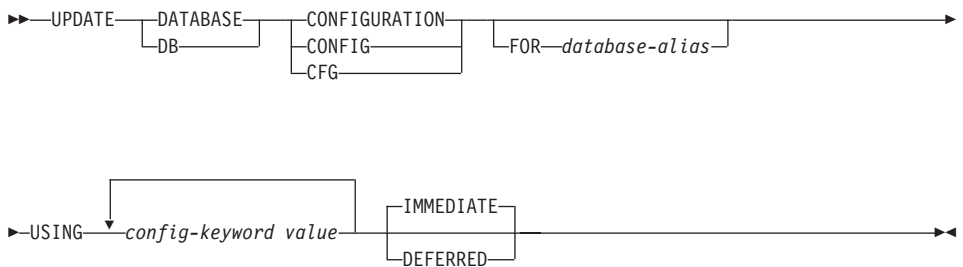 UPDATE DATABASE CONFIGURATION
DB CONFIG FOR database-alias
CFG
USING config-keyword value IMMEDIATE
DEFERRED